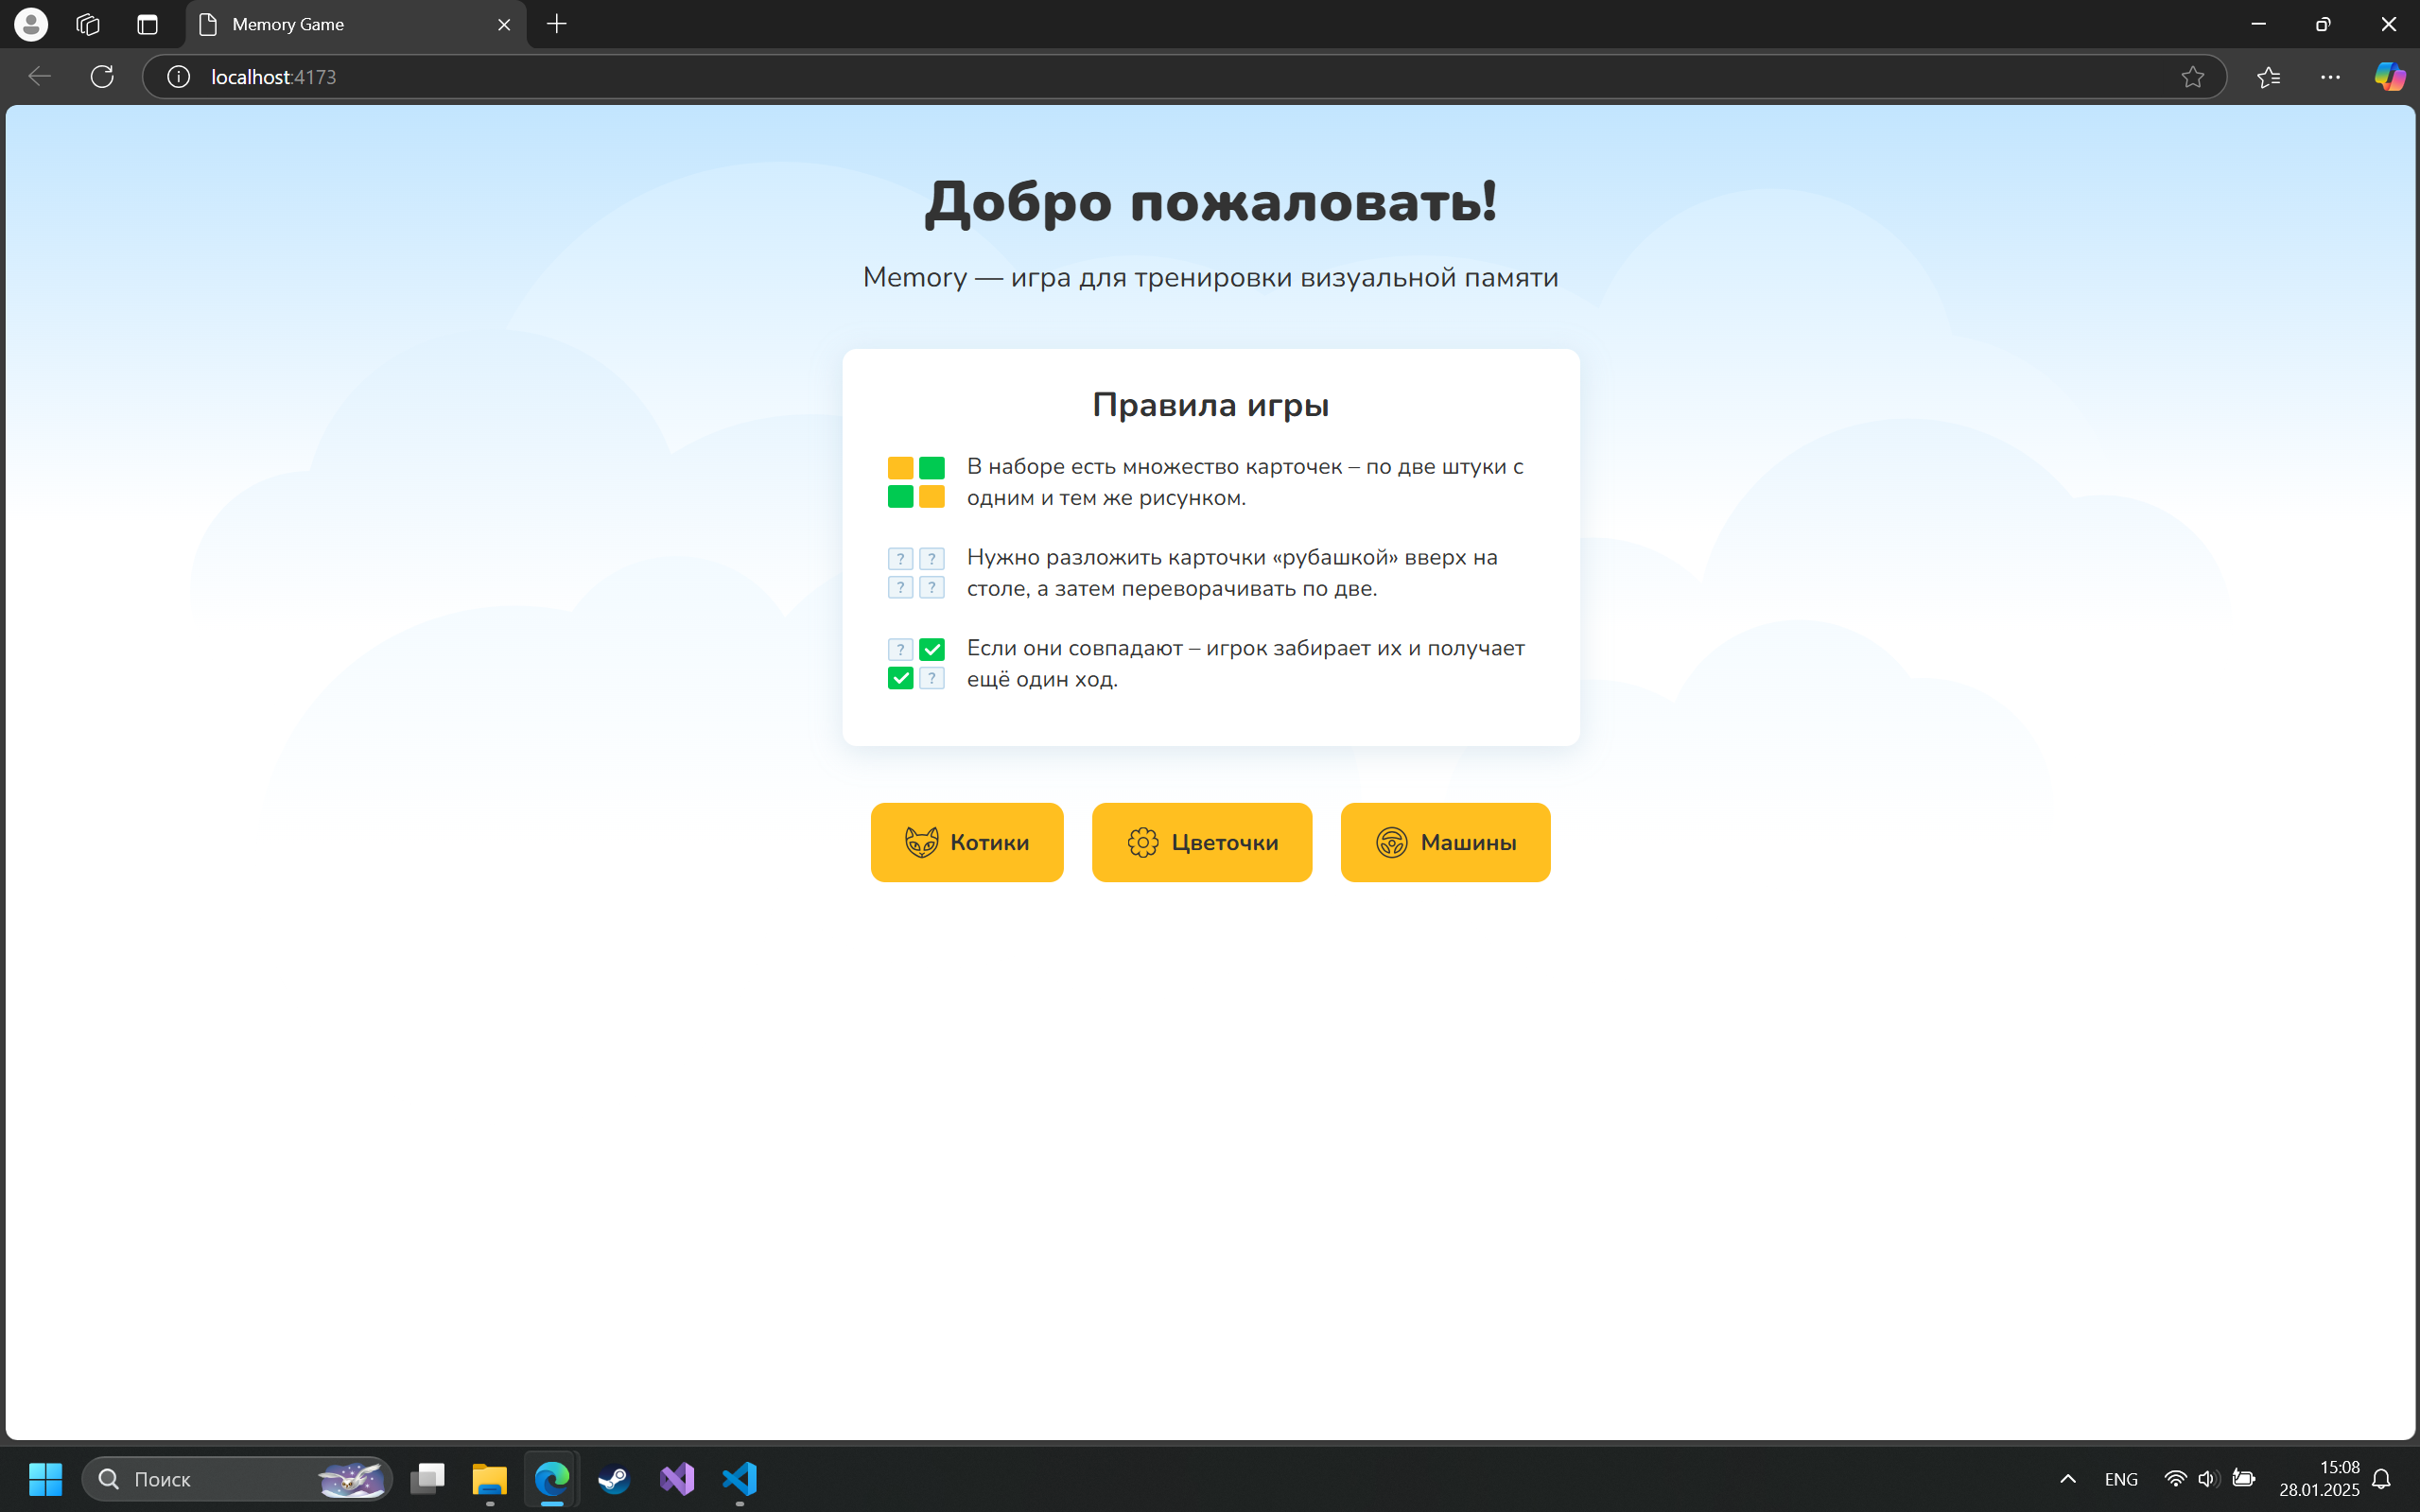 Memory Game
localhost:4173
Добро пожаловать!
Memory — игра для тренировки визуальной памяти
Правила игры
В наборе есть множество карточек – по две штуки с
одним и тем же рисунком.
? ?
? ?
Нужно разложить карточки «рубашкой» вверх на
столе, а затем переворачивать по две.
?
?
Если они совпадают – игрок забирает их и получает
ещё один ход.
Котики
Цветочки
Машины
Поиск
ENG
15:08
28.01.2025